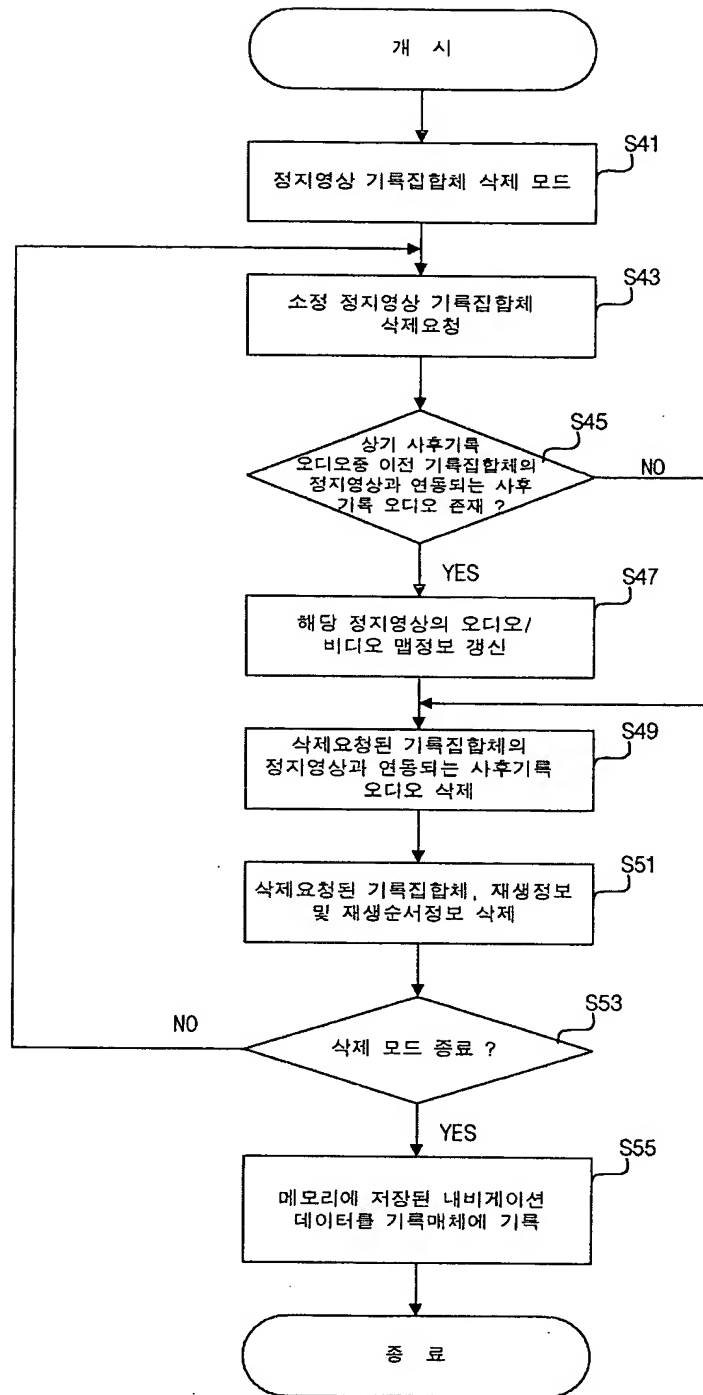 개 시
S41
정지영상 기록집합체 삭제 모드
S43
소정 정지영상 기록집합체
삭제요청
S45
상기 사후기록
오디오중 이전 기록집합체의
정지영상과 연동되는 사후
기록 오디오 존재 ?
NO
YES
S47
해당 정지영상의 오디오/
비디오 맵정보 갱신
S49
삭제요청된 기록집합체의
정지영상과 연동되는 사후기록
오디오 삭제
S51
삭제요청된 기록집합체, 재생정보
및 재생순서정보 삭제
S53
NO
삭제 모드 종료 ?
YES
S55
메모리에 저장된 내비게이션
데이터를 기록매체에 기록
종 료